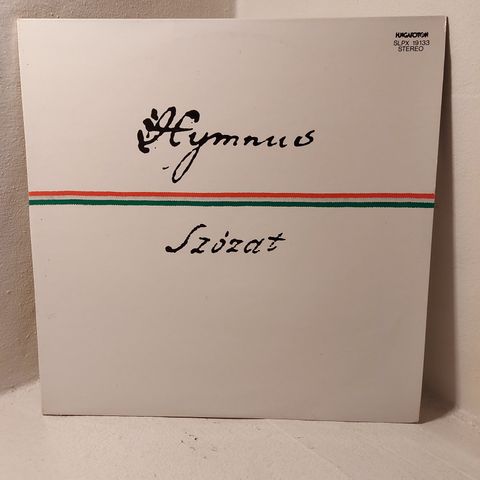 HUNGAROTON
SLPX 19133
STEREO
Hymnus
Szózat